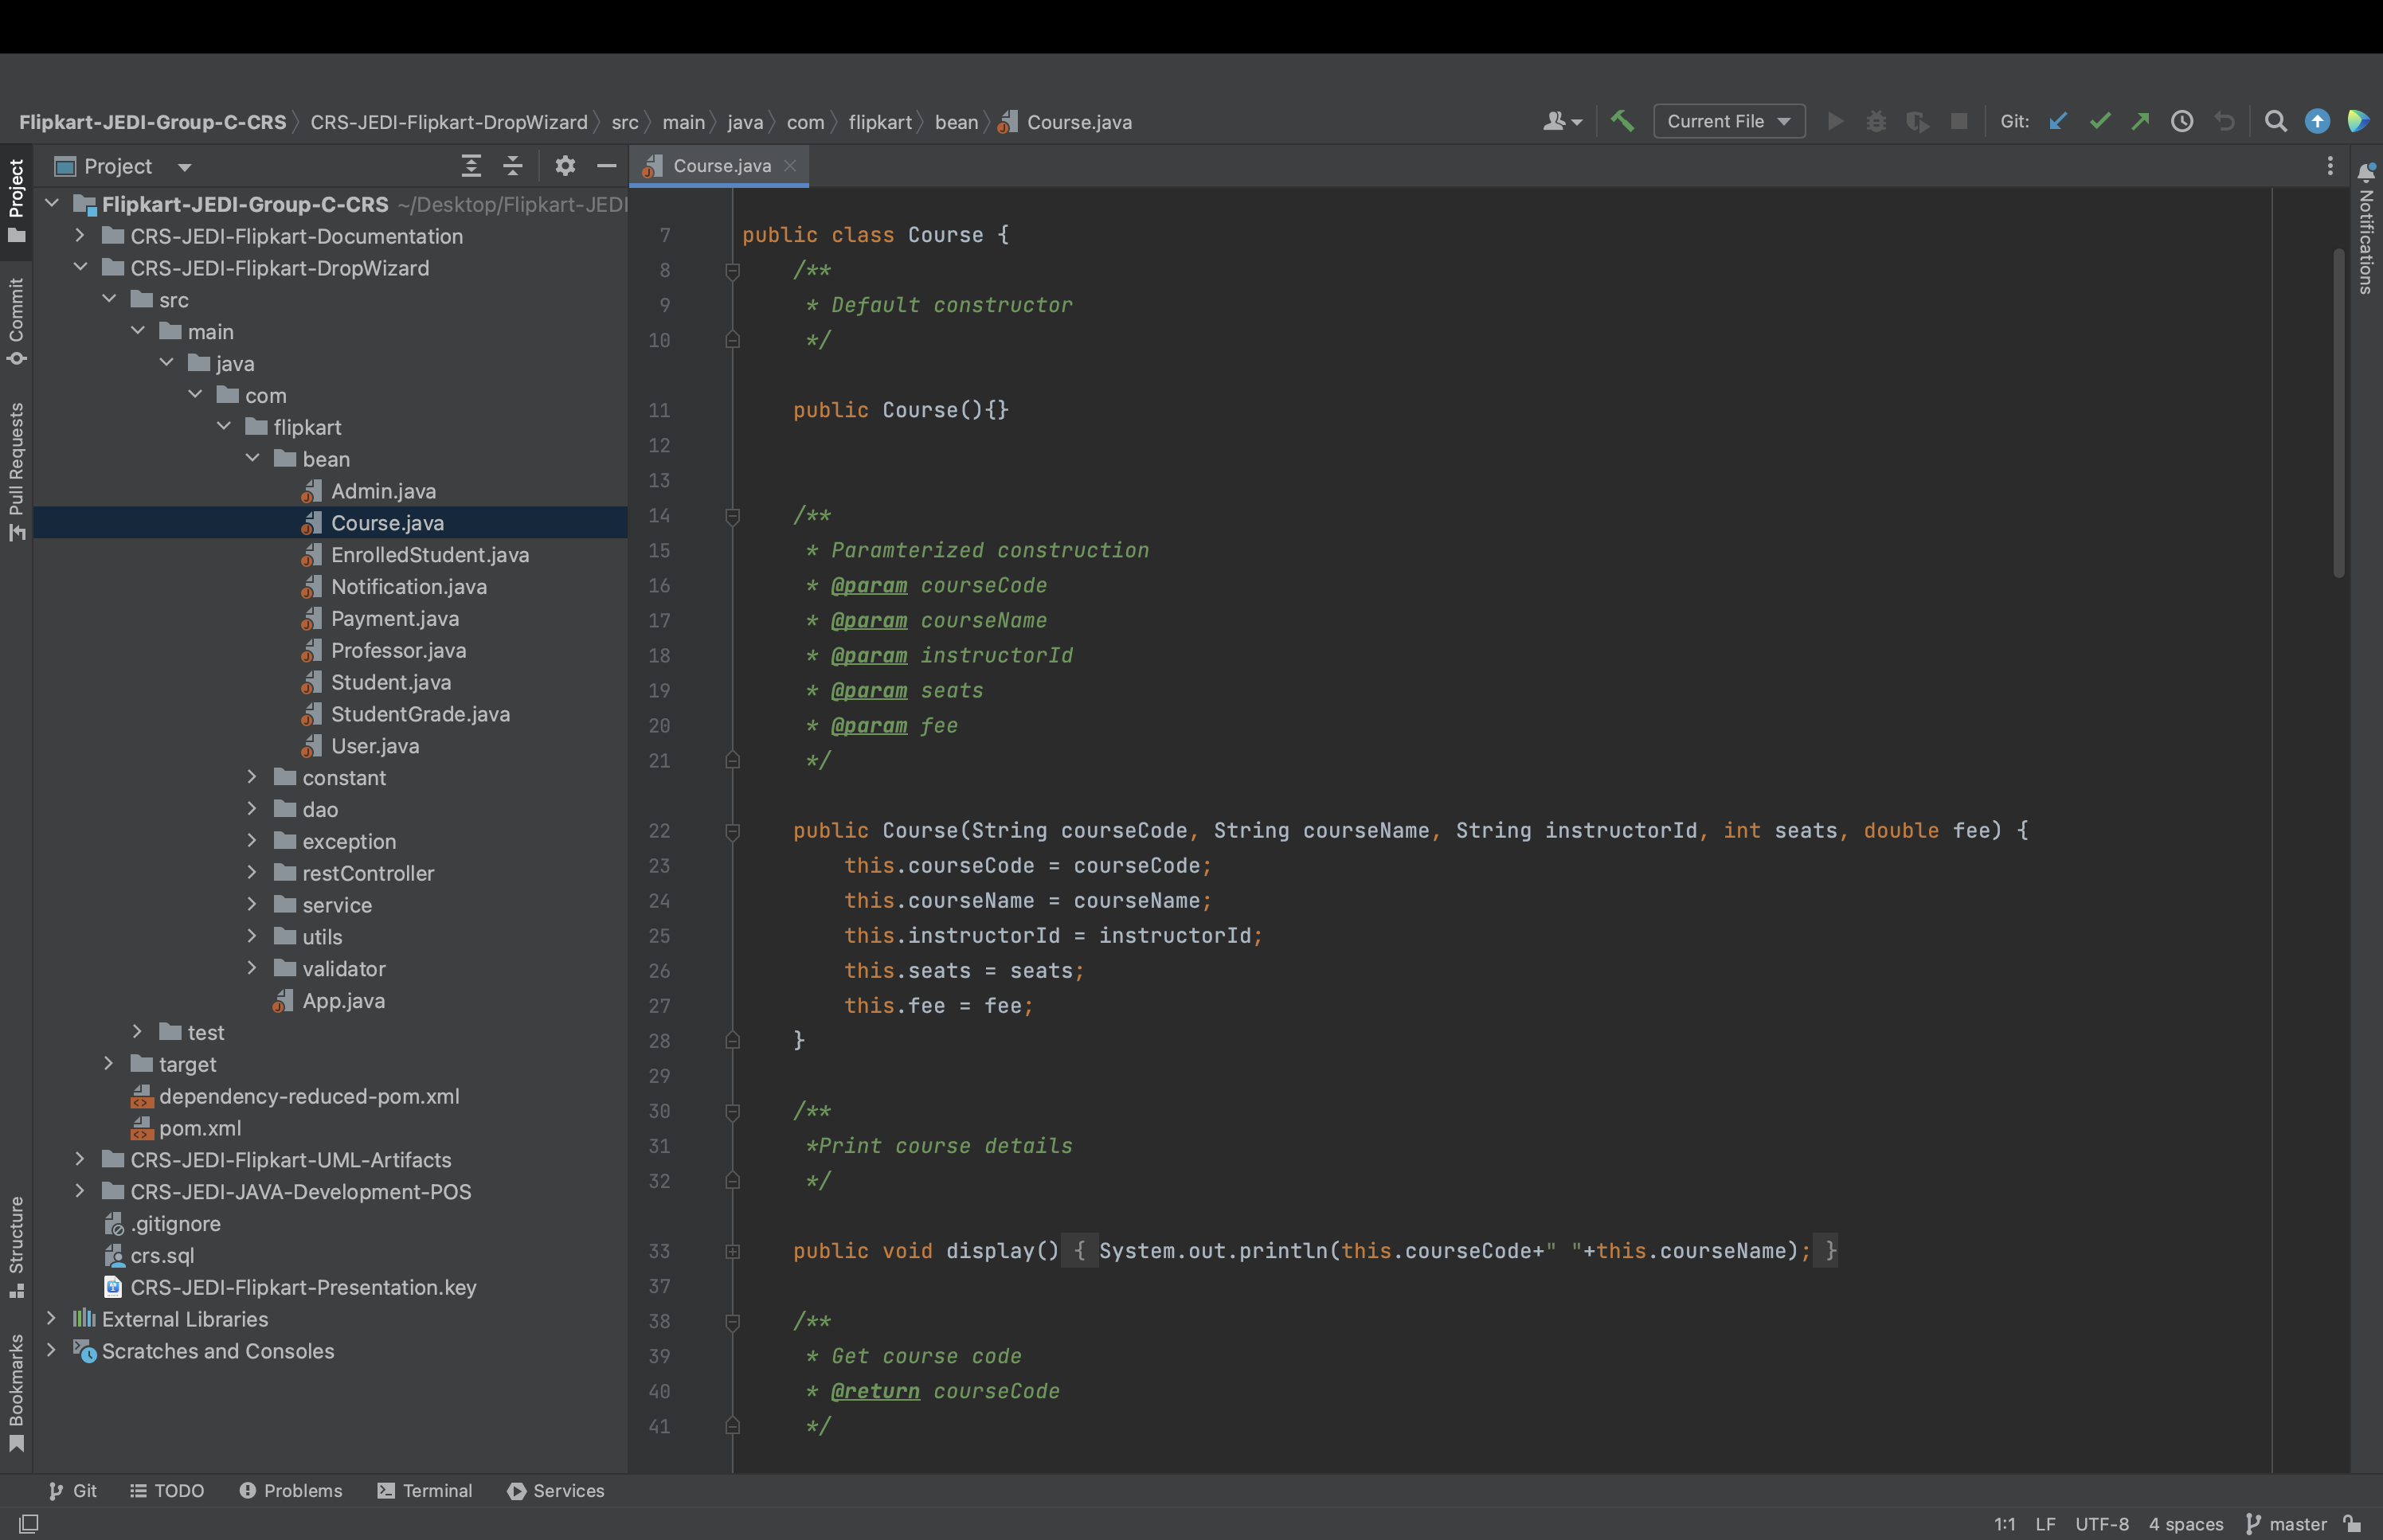 Flipkart-JEDI-Group-C-CRS CRS-JEDI-Flipkart-DropWizard src main java com flipkart bean Course.java
Current File
Git:
Project
Course.java
Project
Commit
Pull Requests
Structure
Bookmarks
Notifications
Flipkart-JEDI-Group-C-CRS ~/Desktop/Flipkart-JEDI
CRS-JEDI-Flipkart-Documentation
CRS-JEDI-Flipkart-DropWizard
src
main
java
com
flipkart
bean
Admin.java
Course.java
EnrolledStudent.java
Notification.java
Payment.java
Professor.java
Student.java
StudentGrade.java
User.java
constant
dao
exception
restController
service
utils
validator
App.java
test
target
dependency-reduced-pom.xml
pom.xml
CRS-JEDI-Flipkart-UML-Artifacts
CRS-JEDI-JAVA-Development-POS
.gitignore
crs.sql
CRS-JEDI-Flipkart-Presentation.key
External Libraries
Scratches and Consoles
7 public class Course {
8 /**
9 * Default constructor
10 */
11 public Course(){}
12
13
14 /**
15 * Paramterized construction
16 * @param courseCode
17 * @param courseName
18 * @param instructorId
19 * @param seats
20 * @param fee
21 */
22 public Course(String courseCode, String courseName, String instructorId, int seats, double fee) {
23 this.courseCode = courseCode;
24 this.courseName = courseName;
25 this.instructorId = instructorId;
26 this.seats = seats;
27 this.fee = fee;
28 }
29
30 /**
31 *Print course details
32 */
33 public void display() { System.out.println(this.courseCode+" "+this.courseName); }
37
38 /**
39 * Get course code
40 * @return courseCode
41 */
Git TODO Problems Terminal Services
1:1 LF UTF-8 4 spaces master